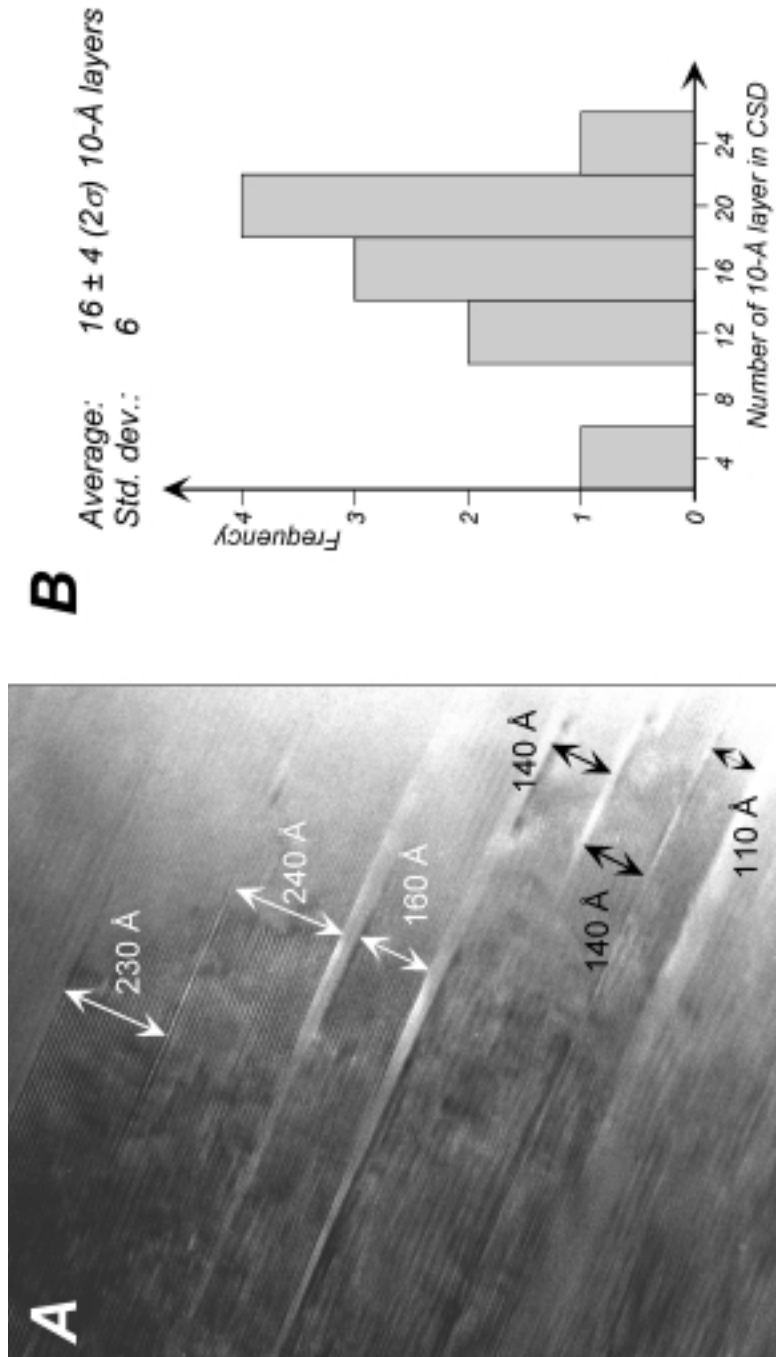 A
230 Å
240 Å
160 Å
140 Å
140 Å
110 Å
B
Average: 16 ± 4 (2σ) 10-Å layers
Std. dev.: 6
Frequency
4
3
2
1
0
4 8 12 16 20 24
Number of 10-Å layer in CSD